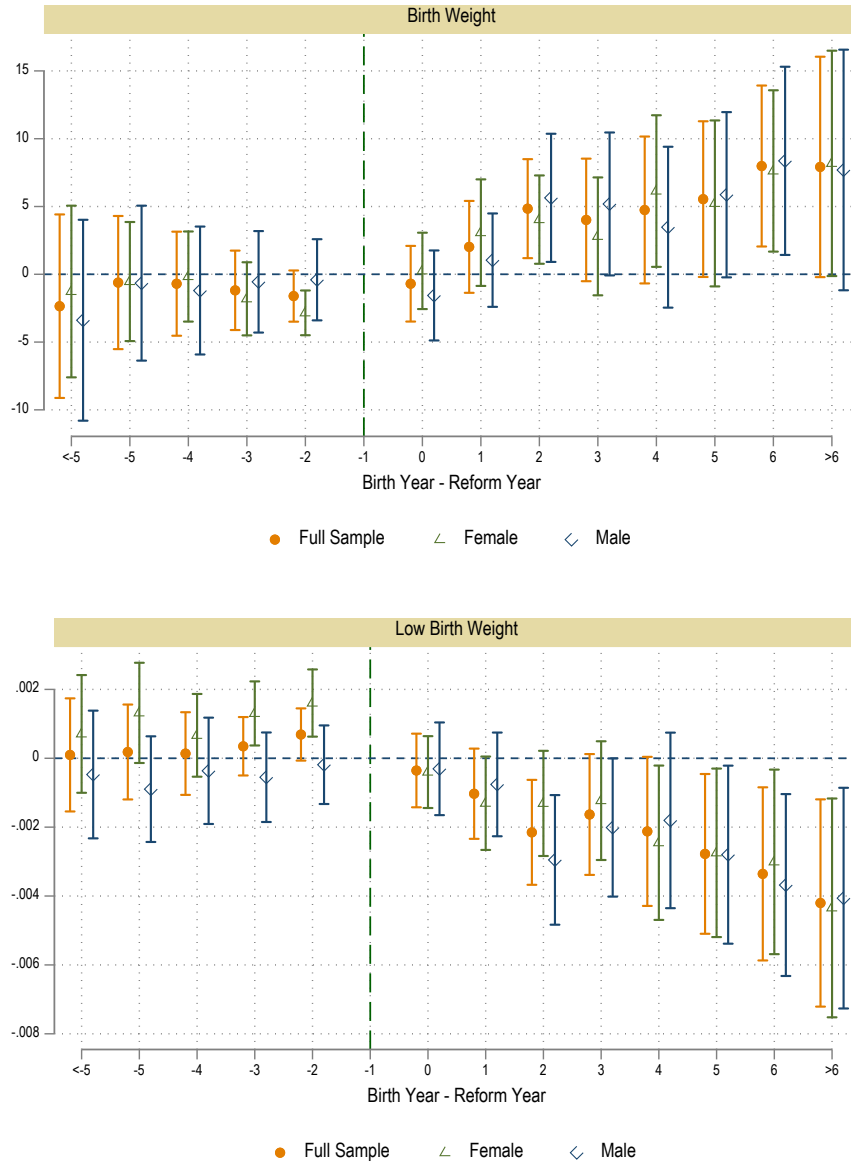 Birth Weight
15
10
5
0
-5
-10
<-5 -5 -4 -3 -2 -1 0 1 2 3 4 5 6 >6
Birth Year - Reform Year
Full Sample Female Male
Low Birth Weight
.002
0
-.002
-.004
-.006
-.008
<-5 -5 -4 -3 -2 -1 0 1 2 3 4 5 6 >6
Birth Year - Reform Year
Full Sample Female Male